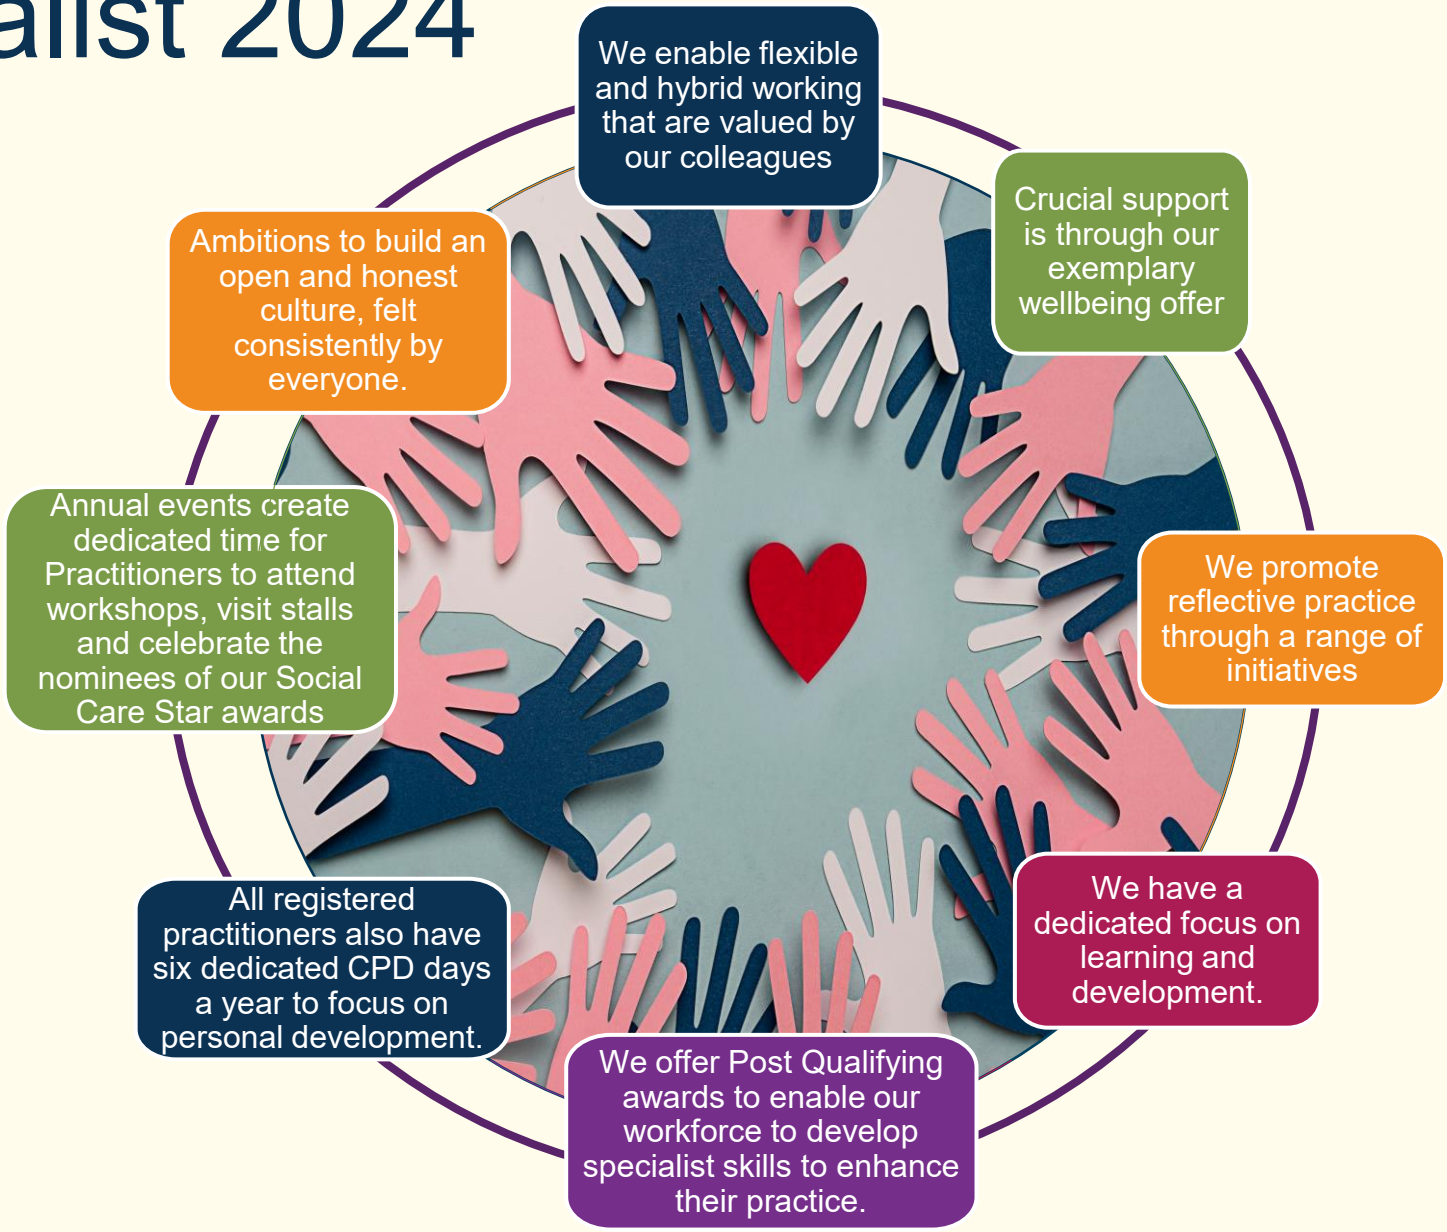 alist 2024
We enable flexible
and hybrid working
that are valued by
our colleagues
Crucial support
is through our
exemplary
wellbeing offer
We promote
reflective practice
through a range of
initiatives
We have a
dedicated focus on
learning and
development.
We offer Post Qualifying
awards to enable our
workforce to develop
specialist skills to enhance
their practice.
All registered
practitioners also have
six dedicated CPD days
a year to focus on
personal development.
Annual events create
dedicated time for
Practitioners to attend
workshops, visit stalls
and celebrate the
nominees of our Social
Care Star awards
Ambitions to build an
open and honest
culture, felt
consistently by
everyone.